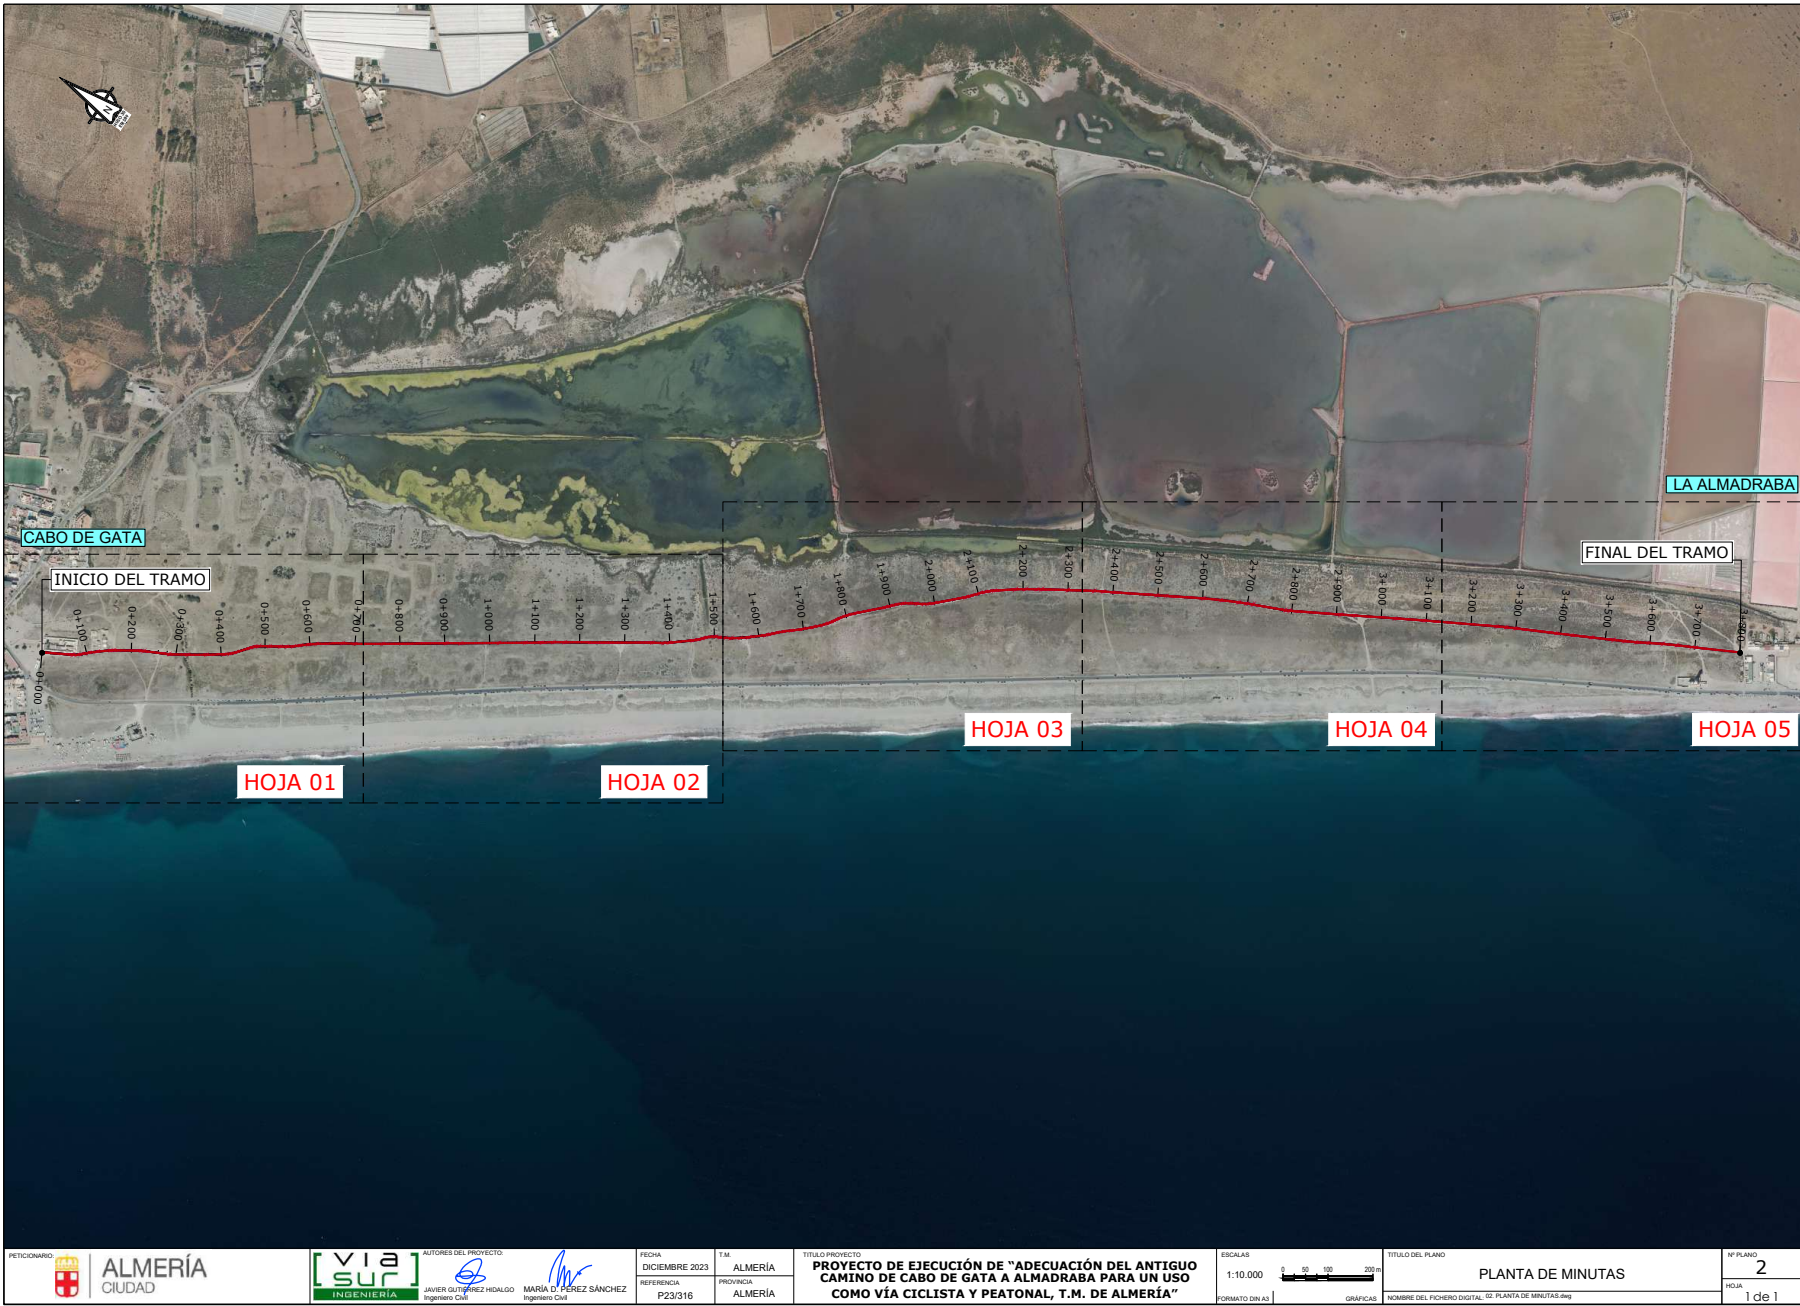 N
CABO DE GATA
INICIO DEL TRAMO
LA ALMADRABA
FINAL DEL TRAMO
0+000
0+100
0+200
0+300
0+400
0+500
0+600
0+700
0+800
0+900
1+000
1+100
1+200
1+300
1+400
1+500
1+600
1+700
1+800
1+900
2+000
2+100
2+200
2+300
2+400
2+500
2+600
2+700
2+800
2+900
3+000
3+100
3+200
3+300
3+400
3+500
3+600
3+700
3+800
HOJA 01
HOJA 02
HOJA 03
HOJA 04
HOJA 05
PETICIONARIO:
ALMERÍA
CIUDAD
via
sur
INGENIERÍA
AUTORES DEL PROYECTO:
JAVIER GUTIÉRREZ HIDALGO
Ingeniero Civil
MARÍA D. PÉREZ SÁNCHEZ
Ingeniero Civil
FECHA
DICIEMBRE 2023
REFERENCIA
P23/316
T.M.
ALMERÍA
PROVINCIA
ALMERÍA
TITULO PROYECTO
PROYECTO DE EJECUCIÓN DE "ADECUACIÓN DEL ANTIGUO
CAMINO DE CABO DE GATA A ALMADRABA PARA UN USO
COMO VÍA CICLISTA Y PEATONAL, T.M. DE ALMERÍA"
ESCALAS
1:10.000
0 50 100 200 m
FORMATO DIN A3
GRÁFICAS
TITULO DEL PLANO
PLANTA DE MINUTAS
NOMBRE DEL FICHERO DIGITAL: 02. PLANTA DE MINUTAS.dwg
Nº PLANO
2
HOJA
1 de 1